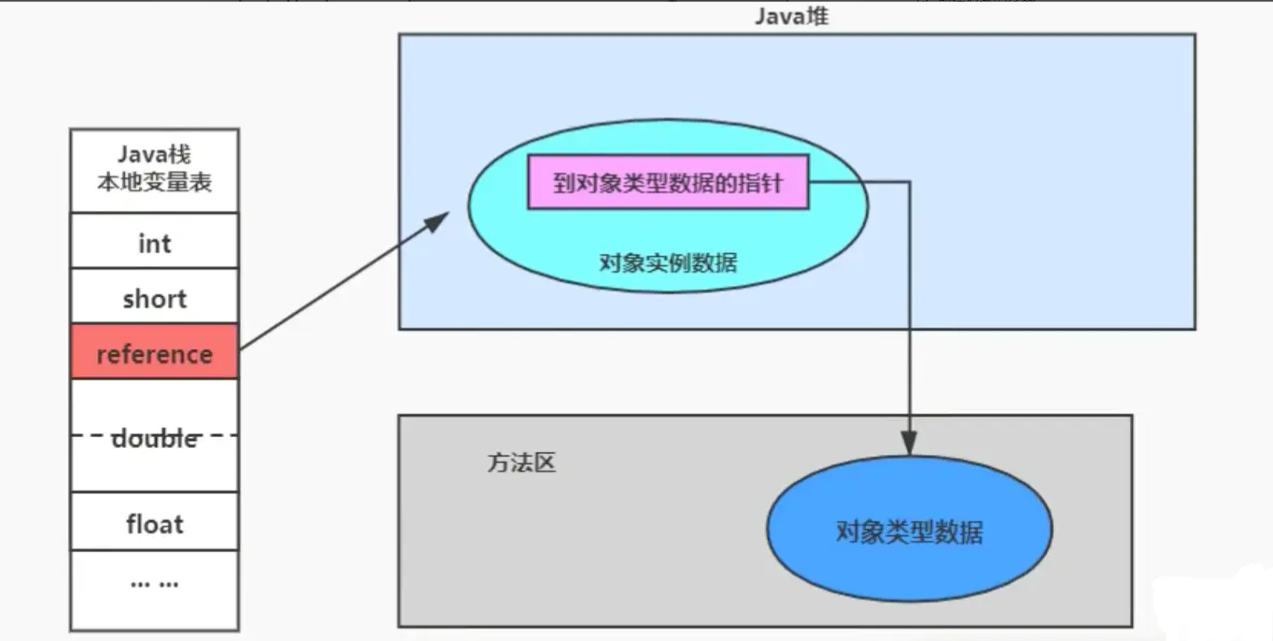 Java堆
Java栈
本地变量表
int
short
reference
double
float
... ...
到对象类型数据的指针
对象实例数据
方法区
对象类型数据